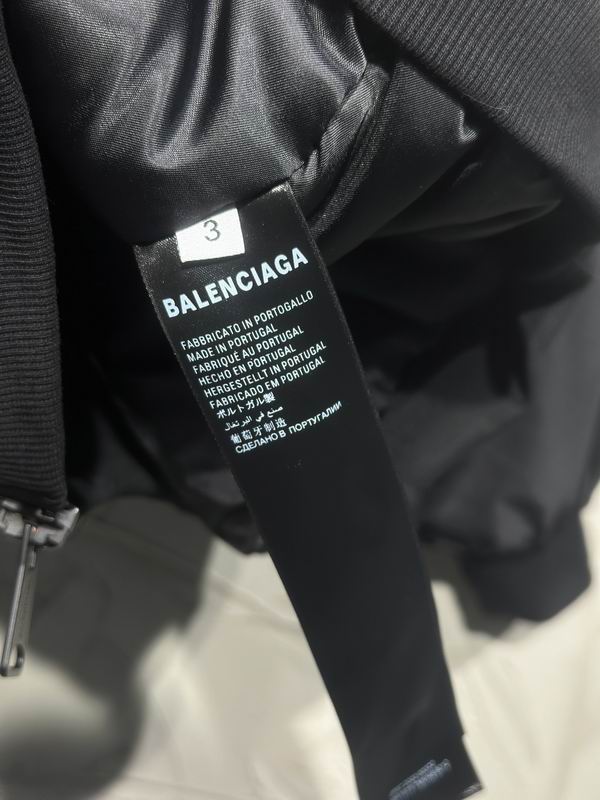 3
BALENCIAGA
FABBRICATO IN PORTOGALLO
MADE IN PORTUGAL
FABRIQUÉ AU PORTUGAL
HECHO EN PORTUGAL
HERGESTELLT IN PORTUGAL
FABRICADO EM PORTUGAL
ポルトガル製
صنع في البرتغال
葡萄牙制造
СДЕЛАНО В ПОРТУГАЛИИ